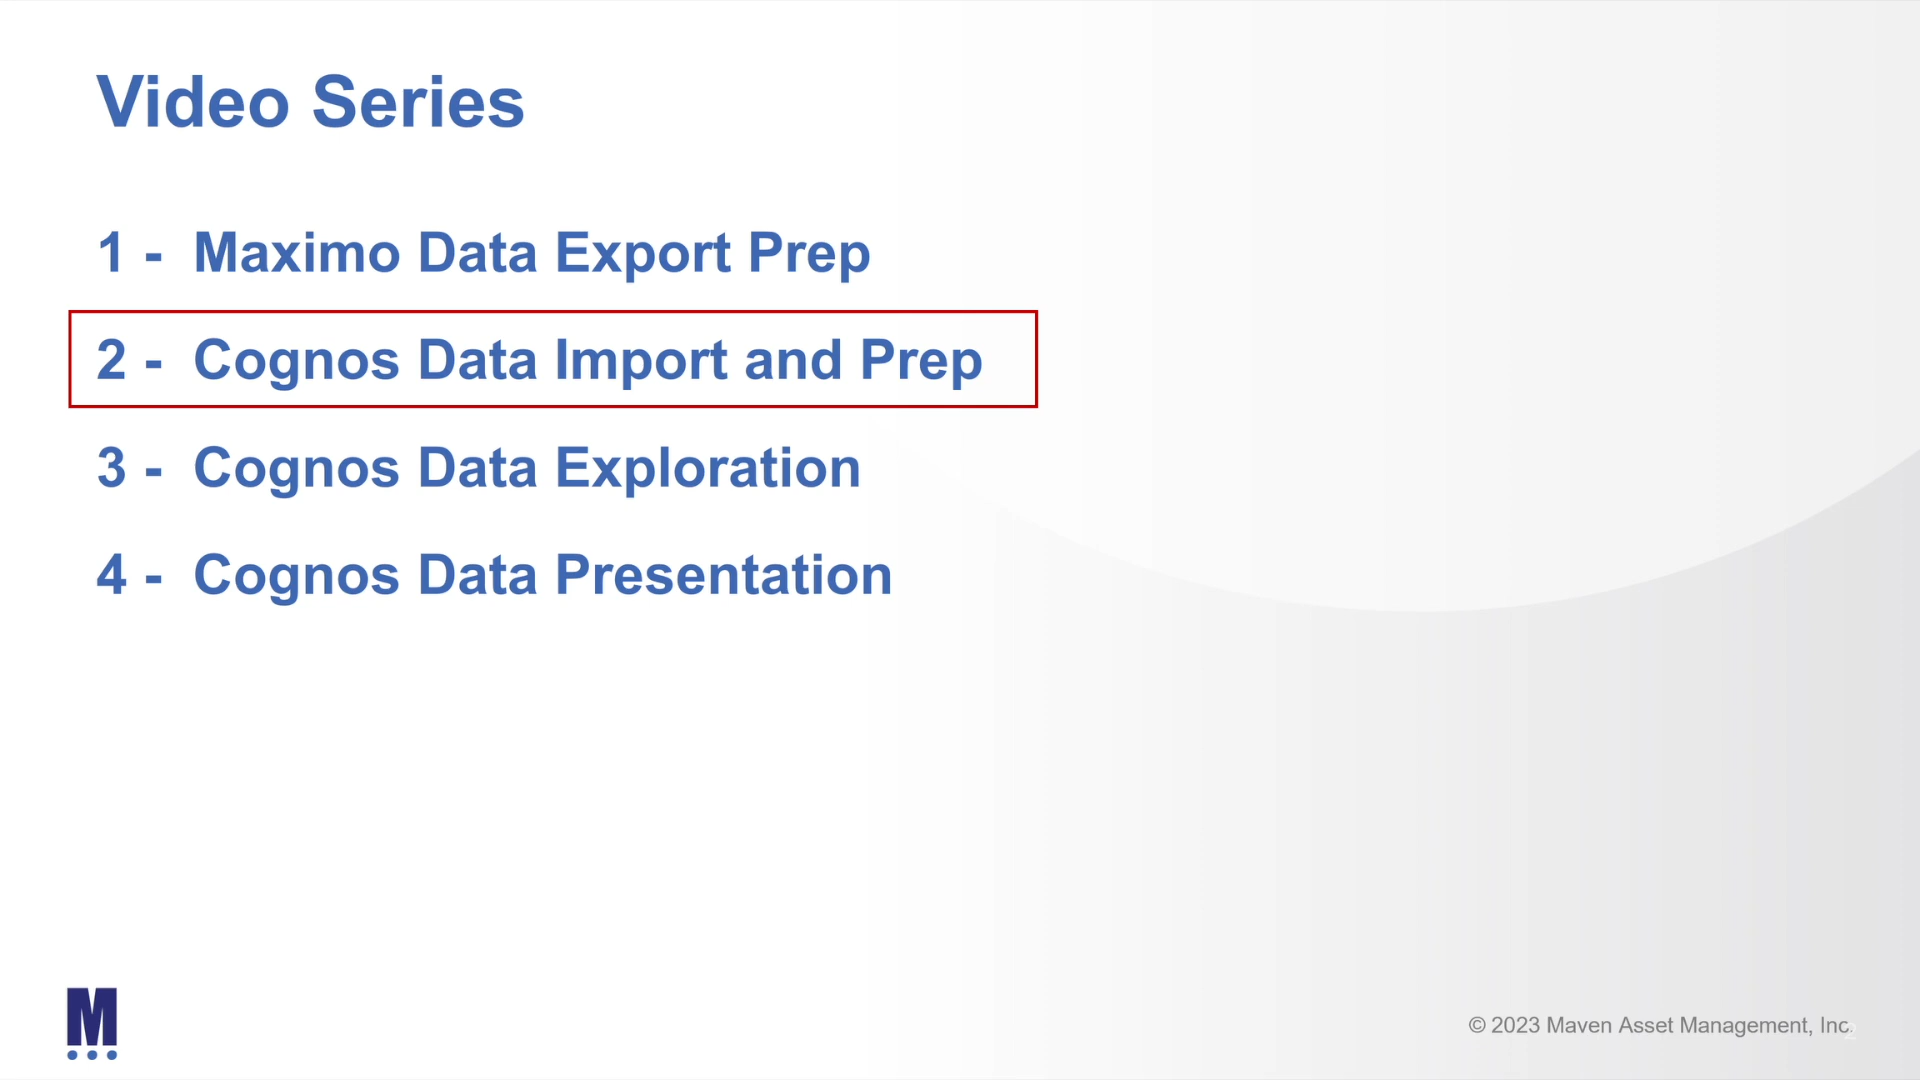 Video Series
1 - Maximo Data Export Prep
2 - Cognos Data Import and Prep
3 - Cognos Data Exploration
4 - Cognos Data Presentation
M
© 2023 Maven Asset Management, Inc.
2